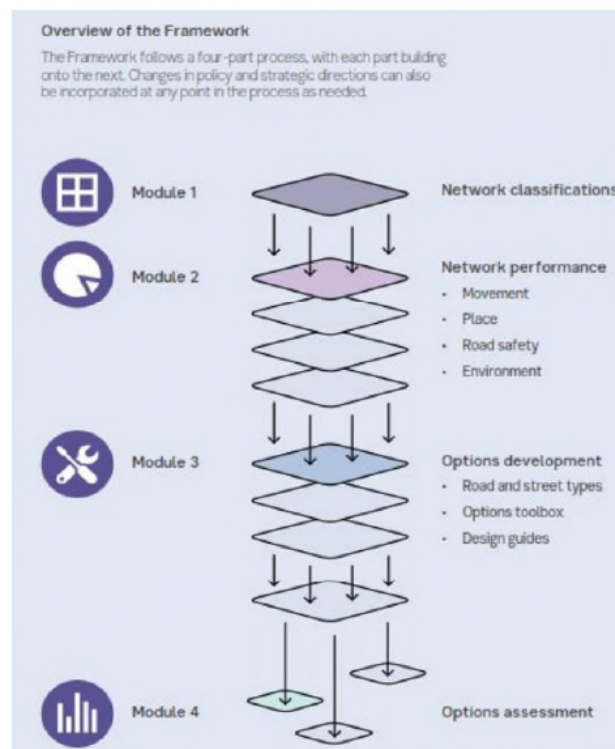 Overview of the Framework
The Framework follows a four-part process, with each part building
onto the next. Changes in policy and strategic directions can also
be incorporated at any point in the process as needed.
Module 1
Network classifications
Module 2
Network performance
• Movement
• Place
• Road safety
• Environment
Module 3
Options development
• Road and street types
• Options toolbox
• Design guides
Module 4
Options assessment